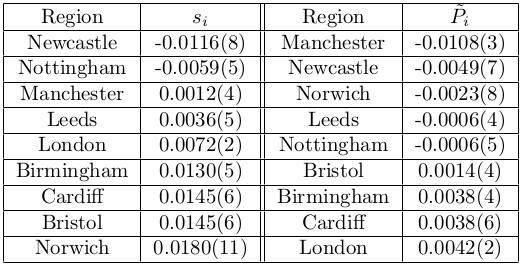 Region s_i Region P̃_i
Newcastle -0.0116(8) Manchester -0.0108(3)
Nottingham -0.0059(5) Newcastle -0.0049(7)
Manchester 0.0012(4) Norwich -0.0023(8)
Leeds 0.0036(5) Leeds -0.0006(4)
London 0.0072(2) Nottingham -0.0006(5)
Birmingham 0.0130(5) Bristol 0.0014(4)
Cardiff 0.0145(6) Birmingham 0.0038(4)
Bristol 0.0145(6) Cardiff 0.0038(6)
Norwich 0.0180(11) London 0.0042(2)